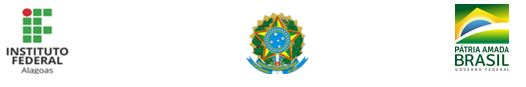 INSTITUTO
FEDERAL
Alagoas
PÁTRIA AMADA
BRASIL
GOVERNO FEDERAL